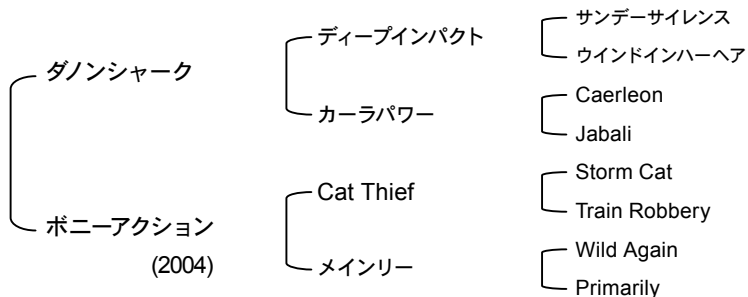 ダノンシャーク
ボニーアクション
(2004)
ディープインパクト
カーラパワー
Cat Thief
メインリー
サンデーサイレンス
ウインドインハーヘア
Caerleon
Jabali
Storm Cat
Train Robbery
Wild Again
Primarily